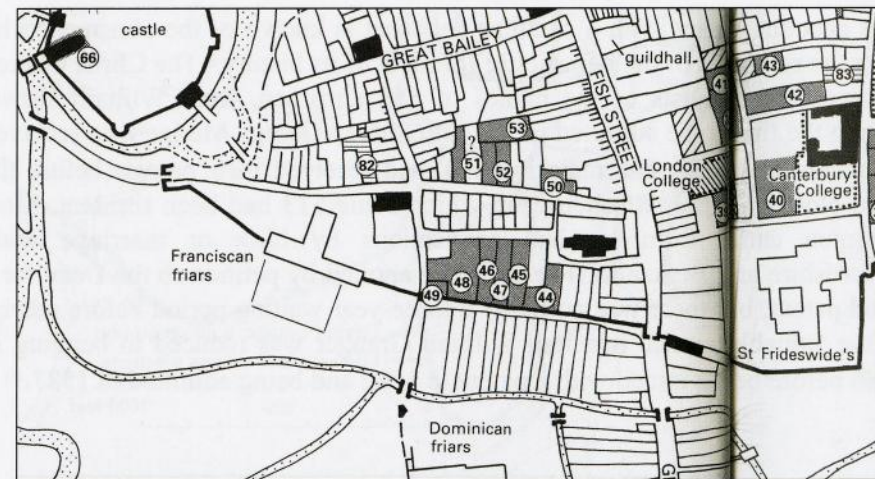 castle
66
GREAT BAILEY
FISH STREET
guildhall
41
43
83
42
53
?
51
52
82
50
London
College
Canterbury
College
40
Franciscan
friars
49
48
46
47
45
44
St Frideswide's
Dominican
friars
G